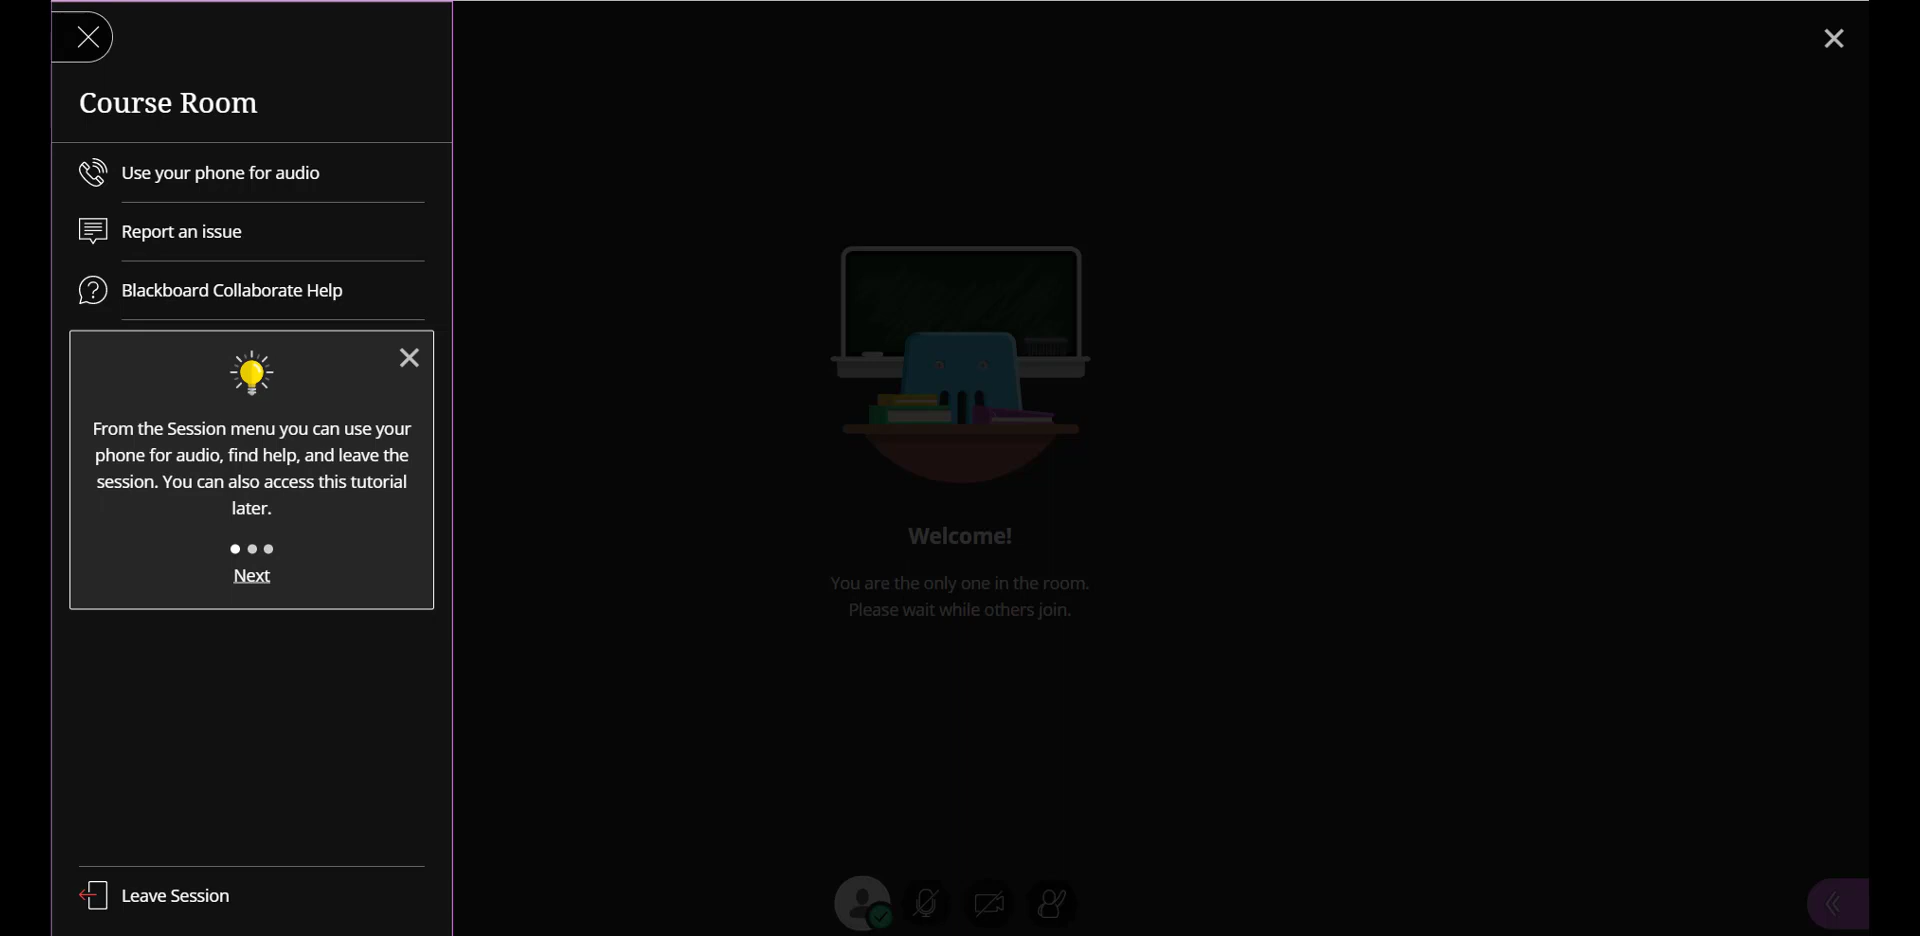 Course Room
Use your phone for audio
Report an issue
Blackboard Collaborate Help
From the Session menu you can use your
phone for audio, find help, and leave the
session. You can also access this tutorial
later.
Next
Leave Session
Welcome!
You are the only one in the room.
Please wait while others join.